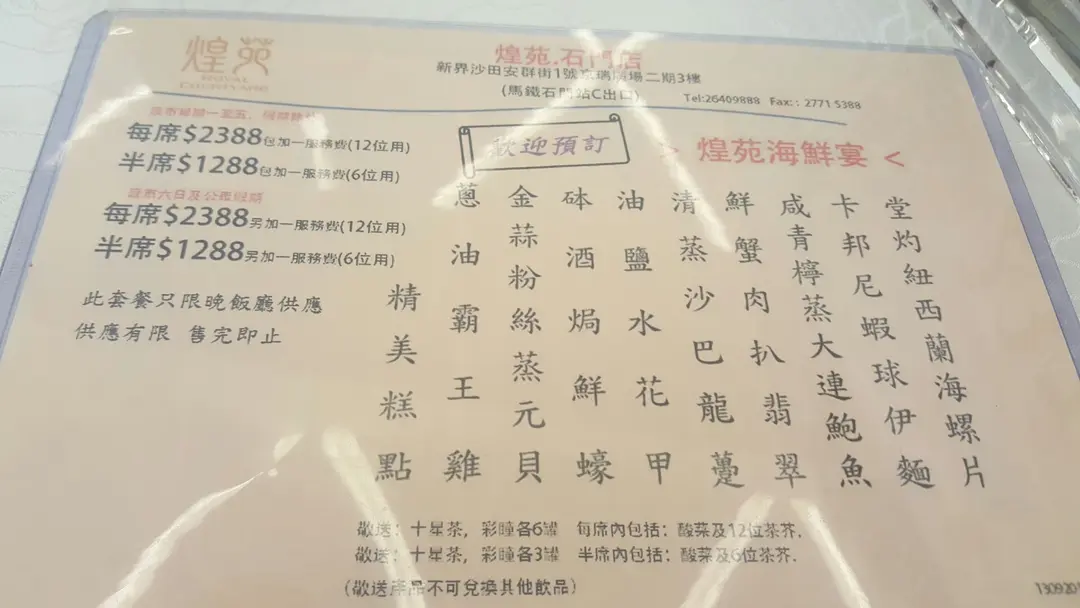 煌苑
ROYAL
煌苑.石門店
新界沙田安群街1號京瑞廣場二期3樓
(馬鐵石門站C出口)
Tel:26409888 Fax: : 2771 5388
每席$2388包加一服務費(12位用)
半席$1288包加一服務費(6位用)
每席$2388另加一服務費(12位用)
半席$1288另加一服務費(6位用)
此套餐只限晚飯廳供應
供應有限 售完即止
歡迎預訂
> 煌苑海鮮宴 <
堂灼紐西蘭海螺片
卡邦尼蝦球伊麵
咸青檸蒸大連鮑魚
鮮蟹肉扒翡翠
清蒸沙巴龍躉
油鹽水花甲
砵酒焗鮮蠔
金蒜粉絲蒸元貝
蔥油霸王雞
精美糕點
敬送：十星茶, 彩瞳各6罐 每席內包括：酸菜及12位茶芥.
敬送：十星茶, 彩瞳各3罐 半席內包括：酸菜及6位茶芥.
(敬送產品不可兌換其他飲品)